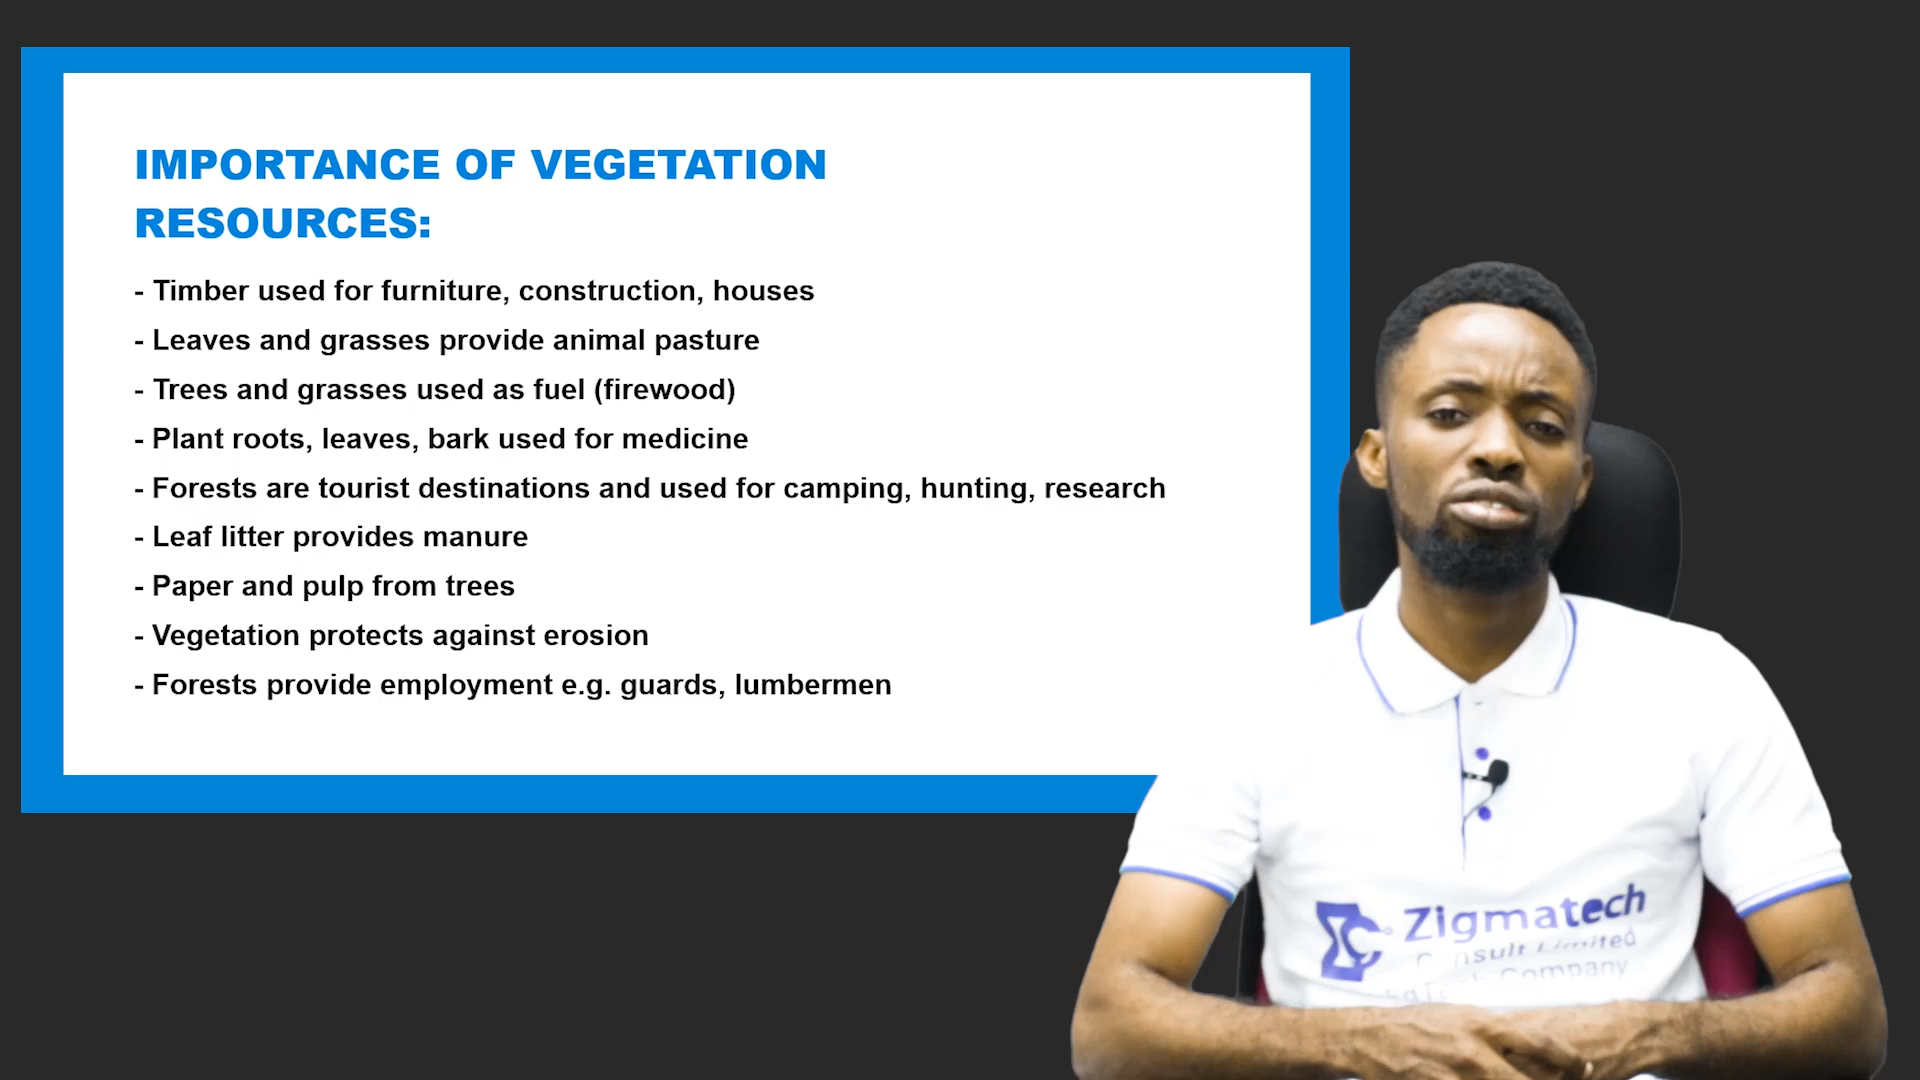 IMPORTANCE OF VEGETATION
RESOURCES:
- Timber used for furniture, construction, houses
- Leaves and grasses provide animal pasture
- Trees and grasses used as fuel (firewood)
- Plant roots, leaves, bark used for medicine
- Forests are tourist destinations and used for camping, hunting, research
- Leaf litter provides manure
- Paper and pulp from trees
- Vegetation protects against erosion
- Forests provide employment e.g. guards, lumbermen
Zigmatech
Limited
Company